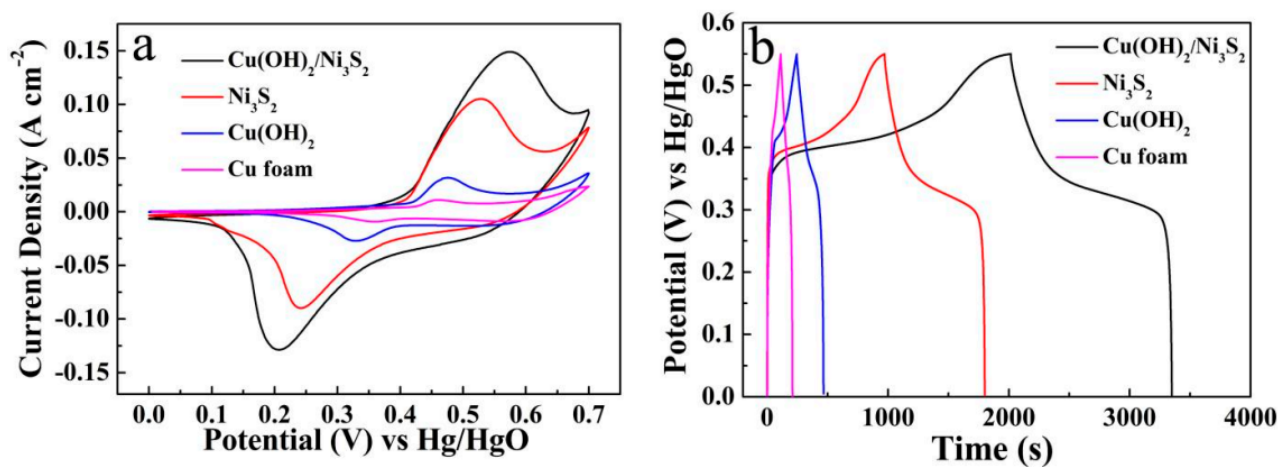 a
Cu(OH)₂/Ni₃S₂
Ni₃S₂
Cu(OH)₂
Cu foam
Current Density (A cm⁻²)
0.15
0.10
0.05
0.00
-0.05
-0.10
-0.15
0.0 0.1 0.2 0.3 0.4 0.5 0.6 0.7
Potential (V) vs Hg/HgO
b
Cu(OH)₂/Ni₃S₂
Ni₃S₂
Cu(OH)₂
Cu foam
Potential (V) vs Hg/HgO
0.6
0.5
0.4
0.3
0.2
0.1
0.0
0 1000 2000 3000 4000
Time (s)